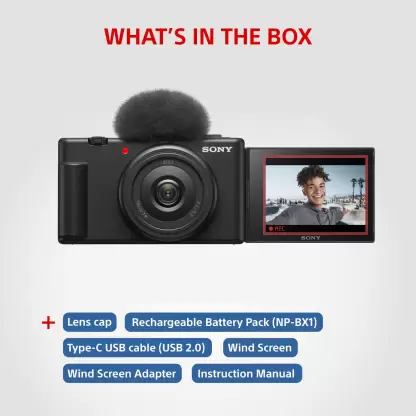 WHAT'S IN THE BOX
SONY
● REC
SONY
+ Lens cap Rechargeable Battery Pack (NP-BX1)
Type-C USB cable (USB 2.0) Wind Screen
Wind Screen Adapter Instruction Manual